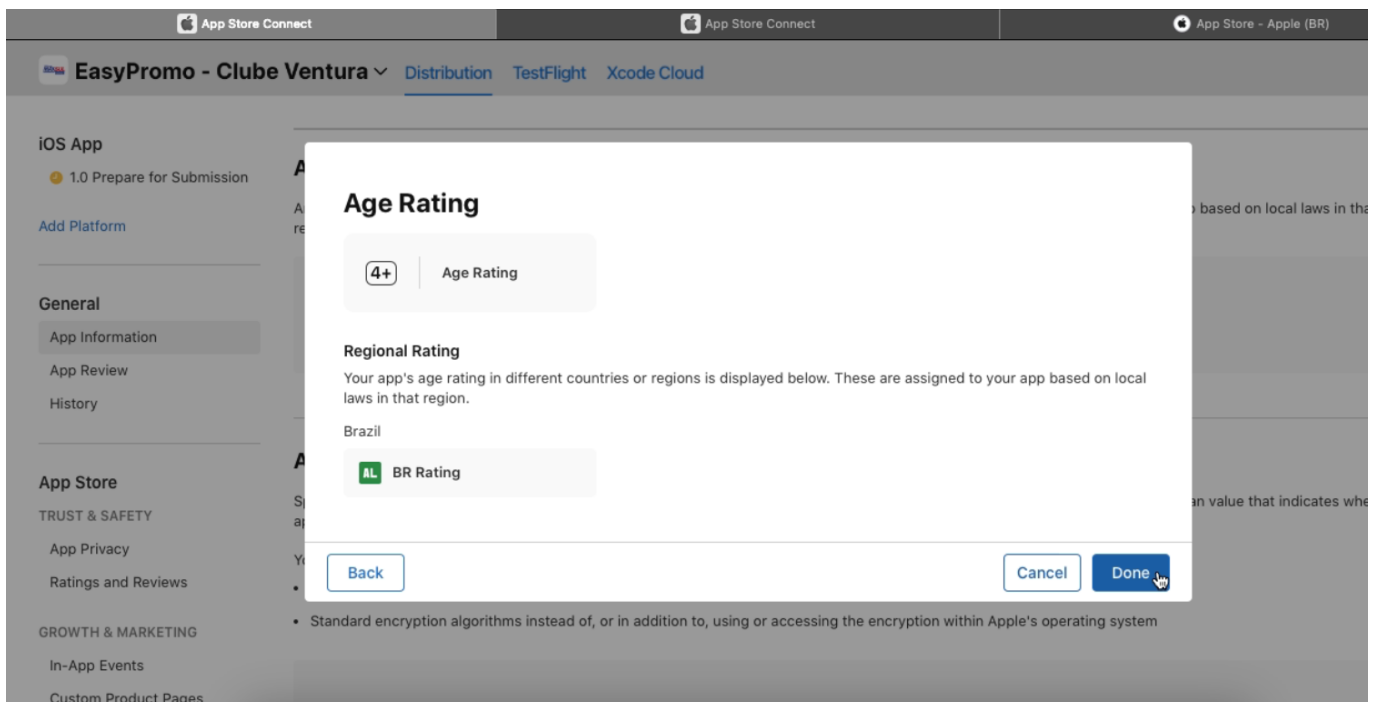 App Store Connect
App Store Connect
App Store - Apple (BR)
EasyPromo - Clube Ventura
Distribution
TestFlight
Xcode Cloud
iOS App
1.0 Prepare for Submission
Add Platform
General
App Information
App Review
History
App Store
TRUST & SAFETY
App Privacy
Ratings and Reviews
GROWTH & MARKETING
In-App Events
Custom Product Pages
based on local laws in tha
re
Age Rating
4+
Age Rating
Regional Rating
Your app's age rating in different countries or regions is displayed below. These are assigned to your app based on local
laws in that region.
Brazil
AL BR Rating
an value that indicates whe
Back
Cancel
Done
• Standard encryption algorithms instead of, or in addition to, using or accessing the encryption within Apple's operating system